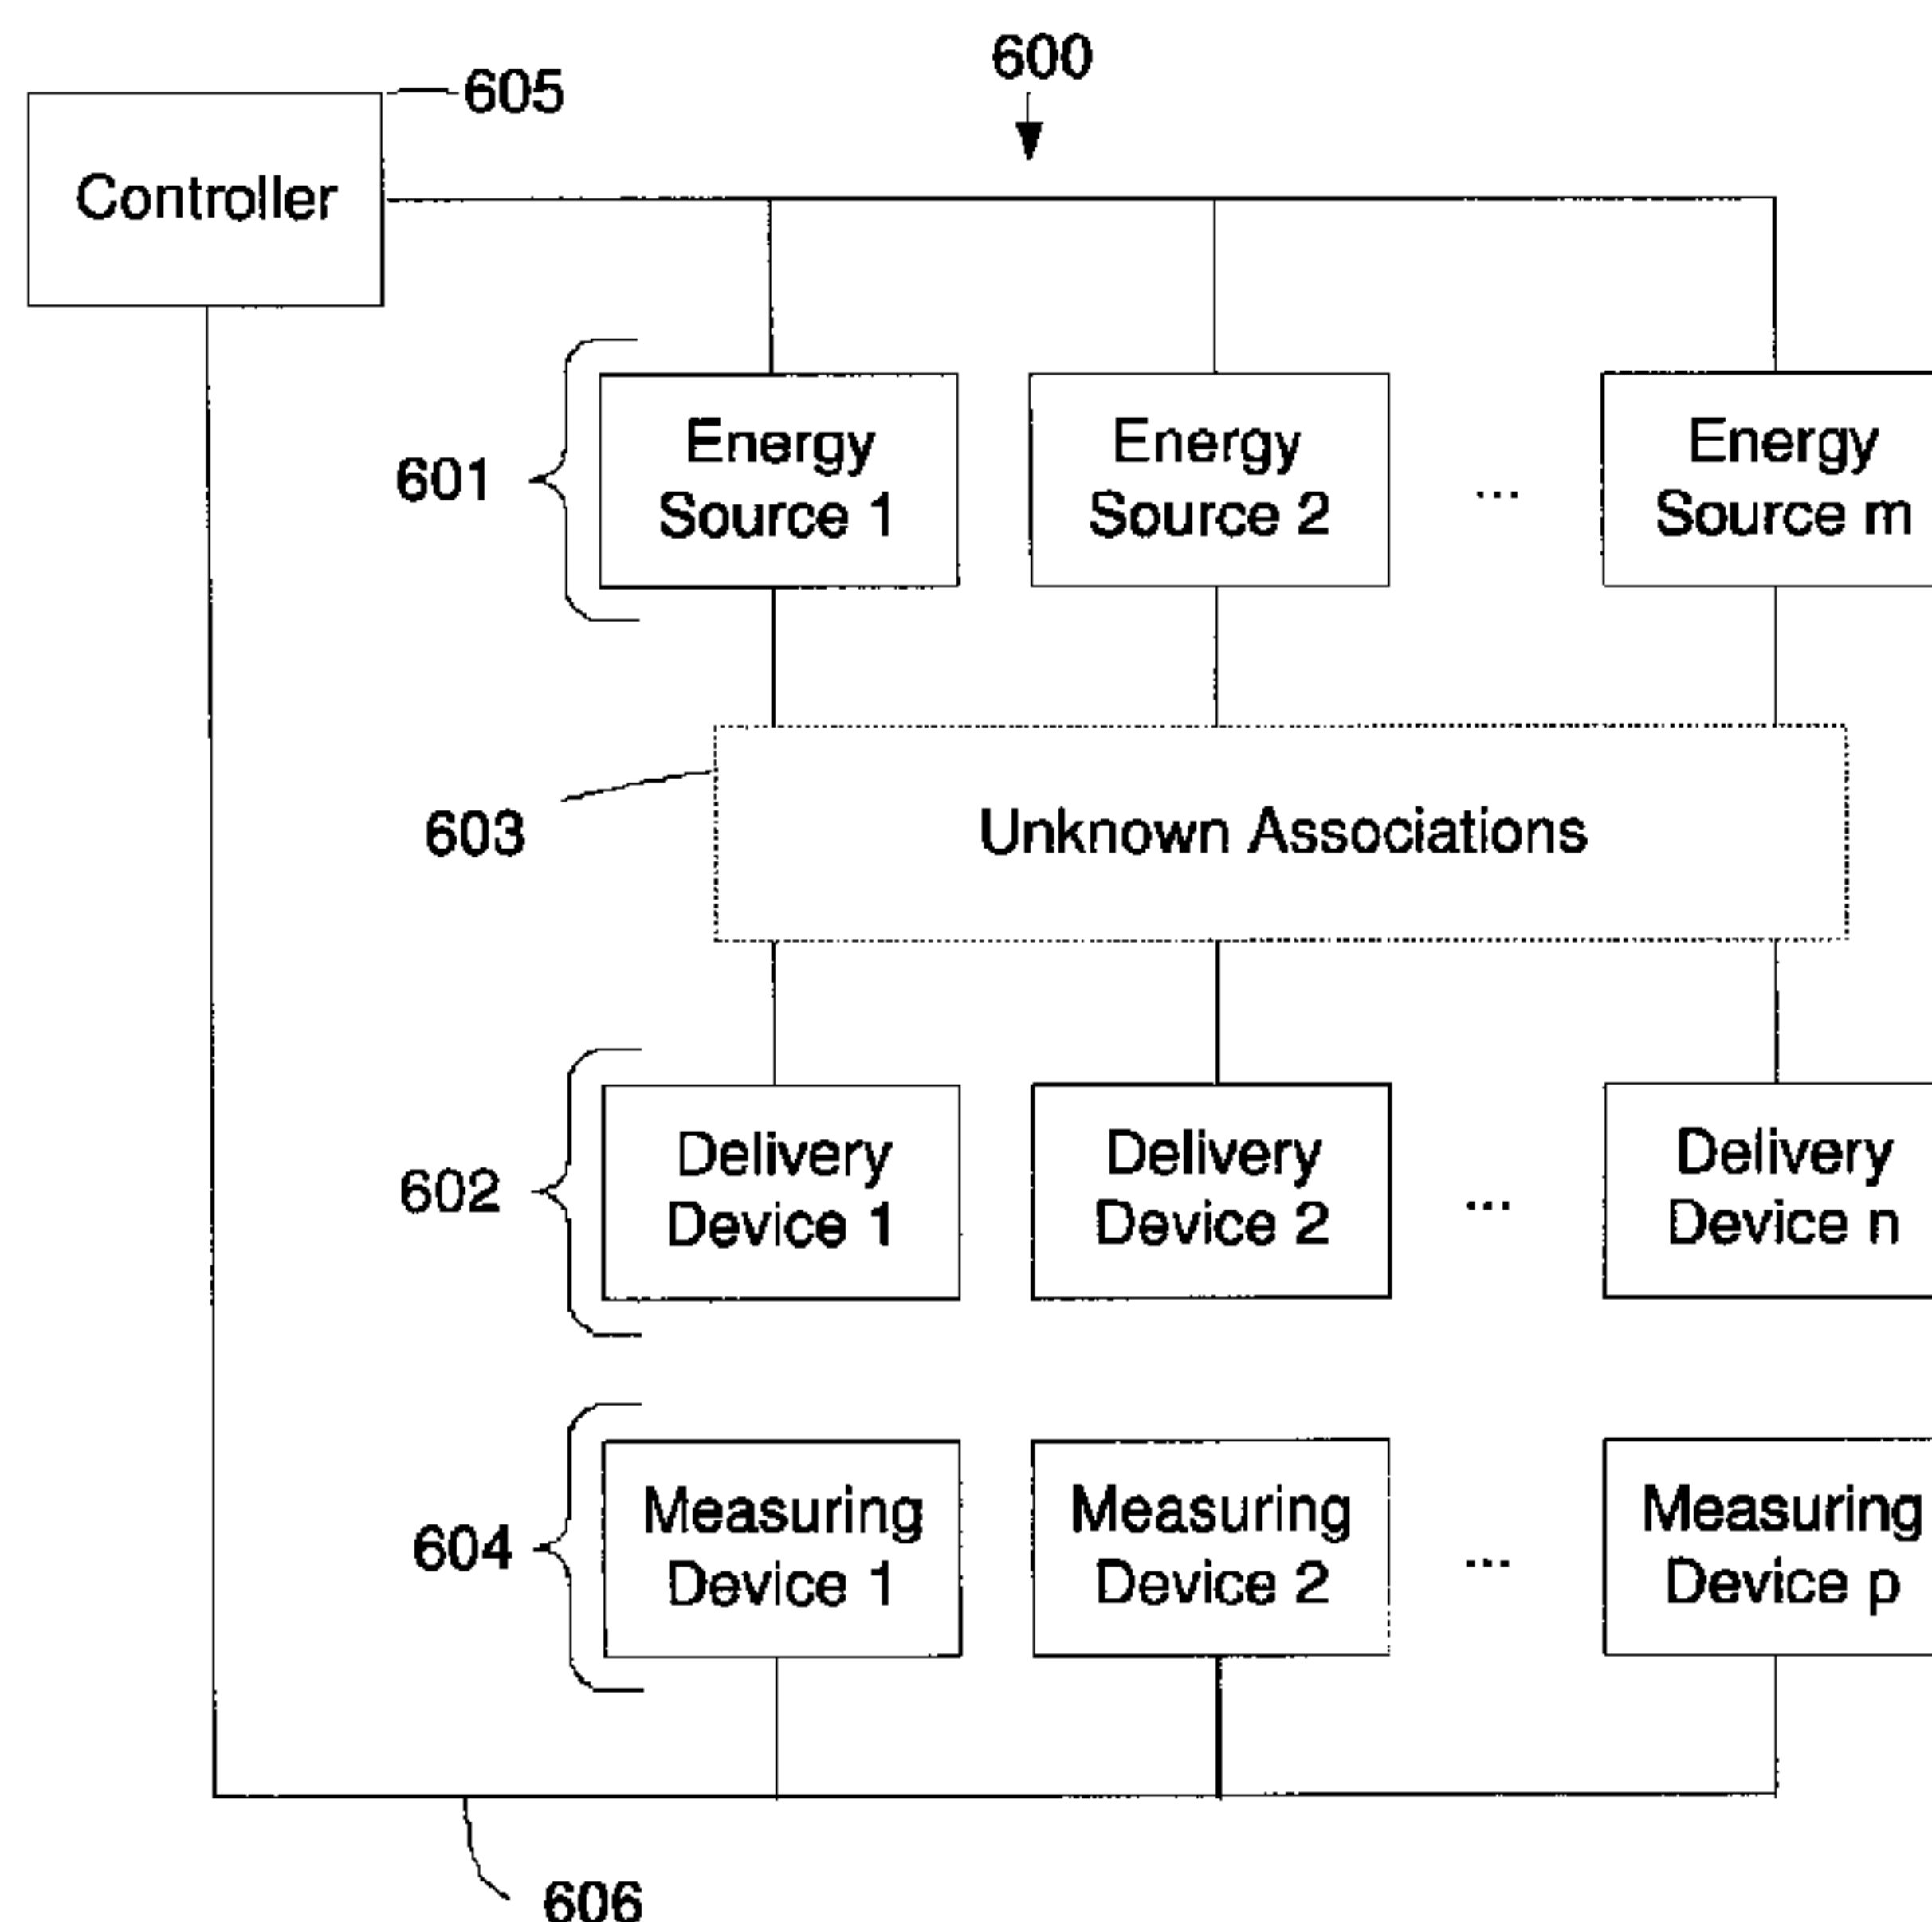 600
605
Controller
601
Energy
Source 1
Energy
Source 2
...
Energy
Source m
603
Unknown Associations
602
Delivery
Device 1
Delivery
Device 2
...
Delivery
Device n
604
Measuring
Device 1
Measuring
Device 2
...
Measuring
Device p
606